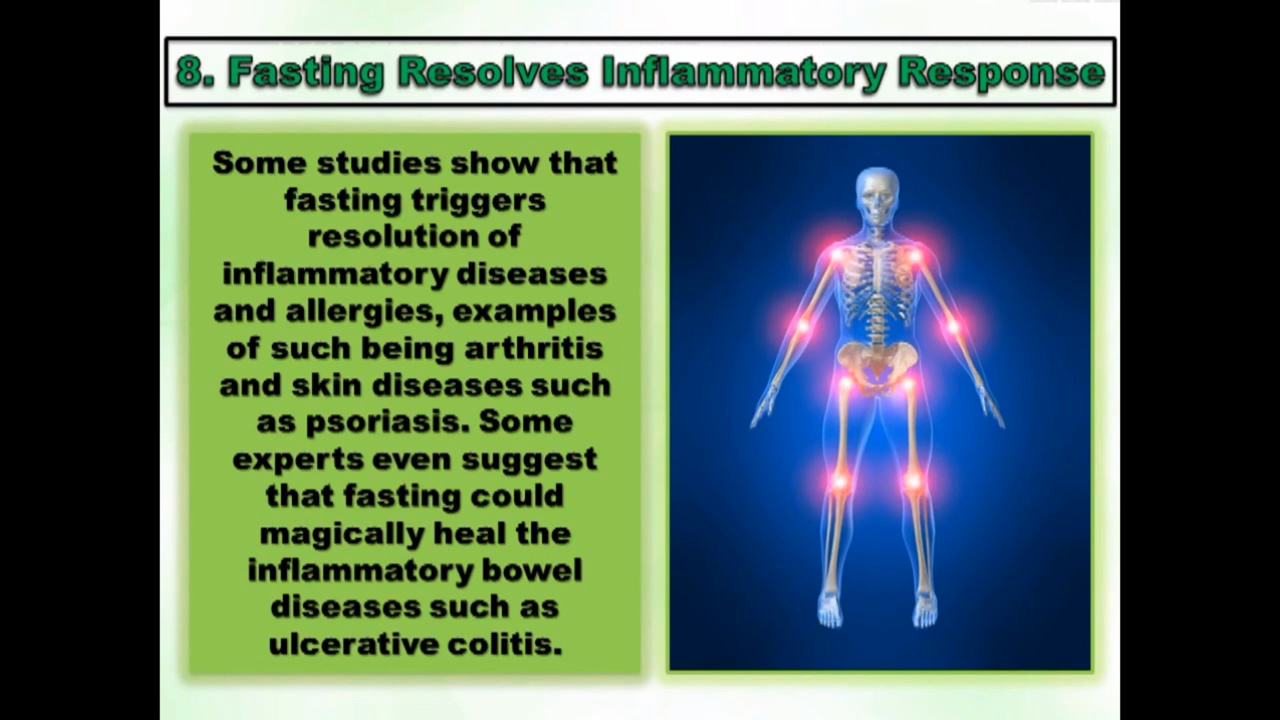 8. Fasting Resolves Inflammatory Response
Some studies show that
fasting triggers
resolution of
inflammatory diseases
and allergies, examples
of such being arthritis
and skin diseases such
as psoriasis. Some
experts even suggest
that fasting could
magically heal the
inflammatory bowel
diseases such as
ulcerative colitis.